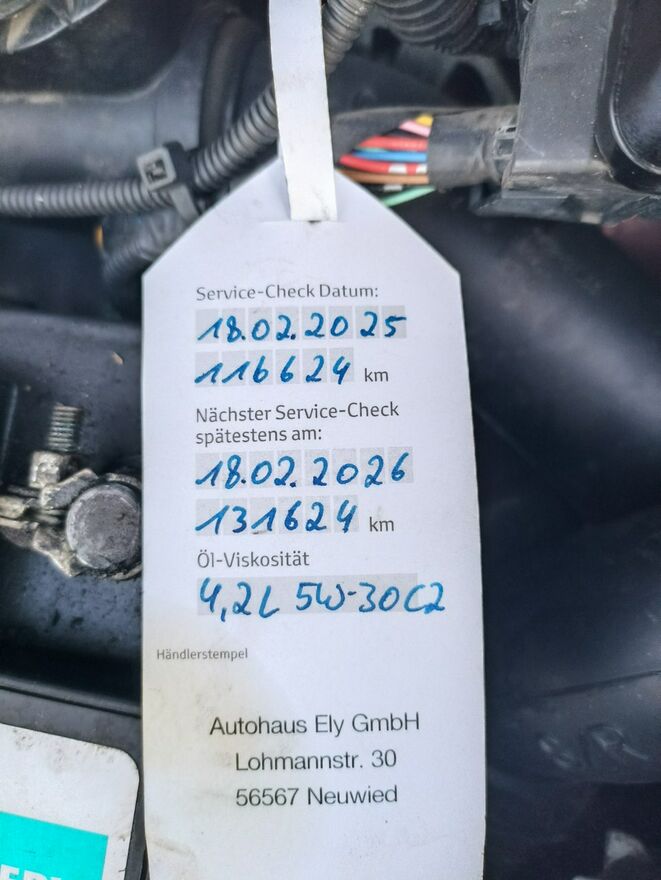 Service-Check Datum:
18.02.2025
116624 km
Nächster Service-Check
spätestens am:
18.02.2026
131624 km
Öl-Viskosität
4,2L 5W-30C2
Händlerstempel
Autohaus Ely GmbH
Lohmannstr. 30
56567 Neuwied